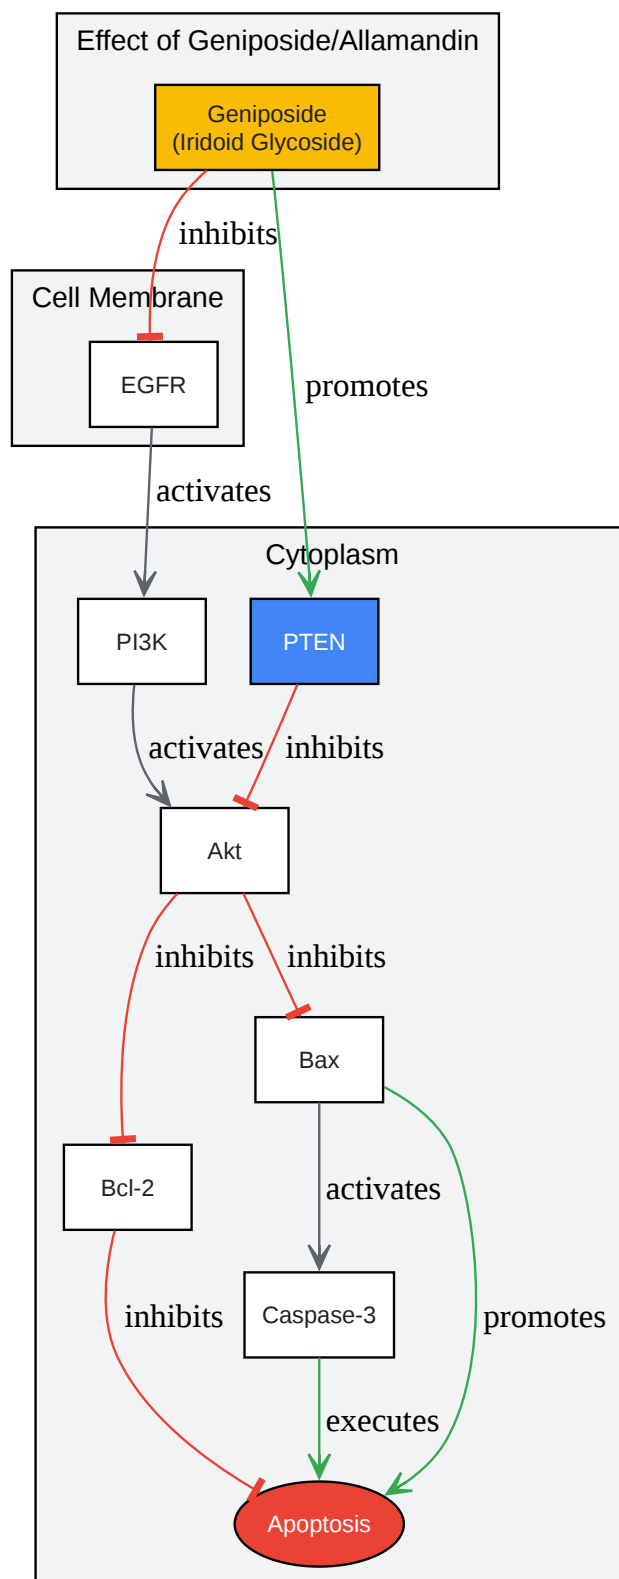 Effect of Geniposide/Allamandin
Geniposide
(Iridoid Glycoside)
inhibits
Cell Membrane
EGFR
promotes
activates
Cytoplasm
PI3K
PTEN
activates
inhibits
Akt
inhibits
inhibits
Bax
Bcl-2
activates
inhibits
Caspase-3
promotes
executes
Apoptosis